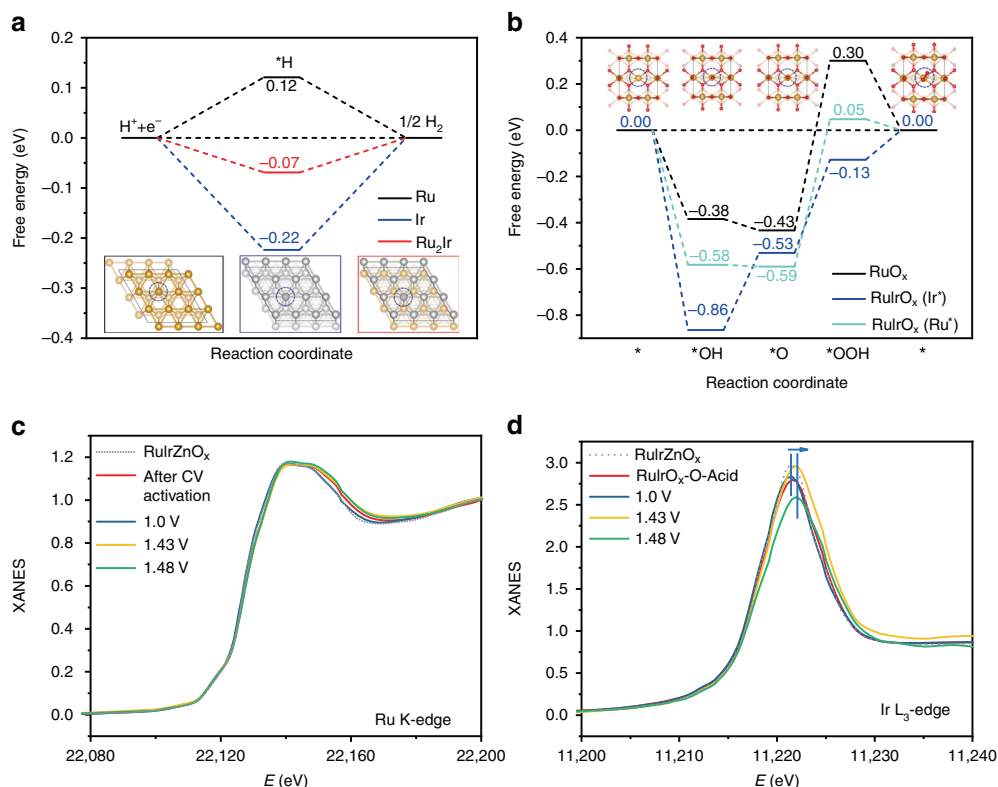 a
0.2
0.1
0.0
−0.1
−0.2
−0.3
−0.4
Free energy (eV)
Reaction coordinate
H⁺+e⁻
*H
0.12
1/2 H₂
−0.07
−0.22
Ru
Ir
Ru₂Ir
b
0.4
0.2
0.0
−0.2
−0.4
−0.6
−0.8
Free energy (eV)
0.00
−0.38
−0.43
0.30
0.00
−0.58
−0.59
0.05
−0.86
−0.53
−0.13
RuOₓ
RuIrOₓ (Ir*)
RuIrOₓ (Ru*)
* *OH *O *OOH *
Reaction coordinate
c
1.2
1.0
0.8
0.6
0.4
0.2
0.0
XANES
RuIrZnOₓ
After CV
activation
1.0 V
1.43 V
1.48 V
Ru K-edge
22,080 22,120 22,160 22,200
E (eV)
d
3.0
2.5
2.0
1.5
1.0
0.5
0.0
XANES
RuIrZnOₓ
RuIrOₓ-O-Acid
1.0 V
1.43 V
1.48 V
Ir L₃-edge
11,200 11,210 11,220 11,230 11,240
E (eV)